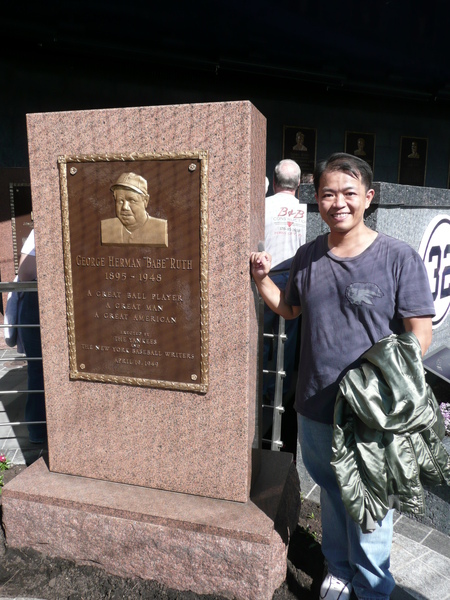 GEORGE HERMAN "BABE" RUTH
1895 - 1948
A GREAT BALL PLAYER
A GREAT MAN
A GREAT AMERICAN
ERECTED BY
THE YANKEES
AND
THE NEW YORK BASEBALL WRITERS
APRIL 19, 1949
32